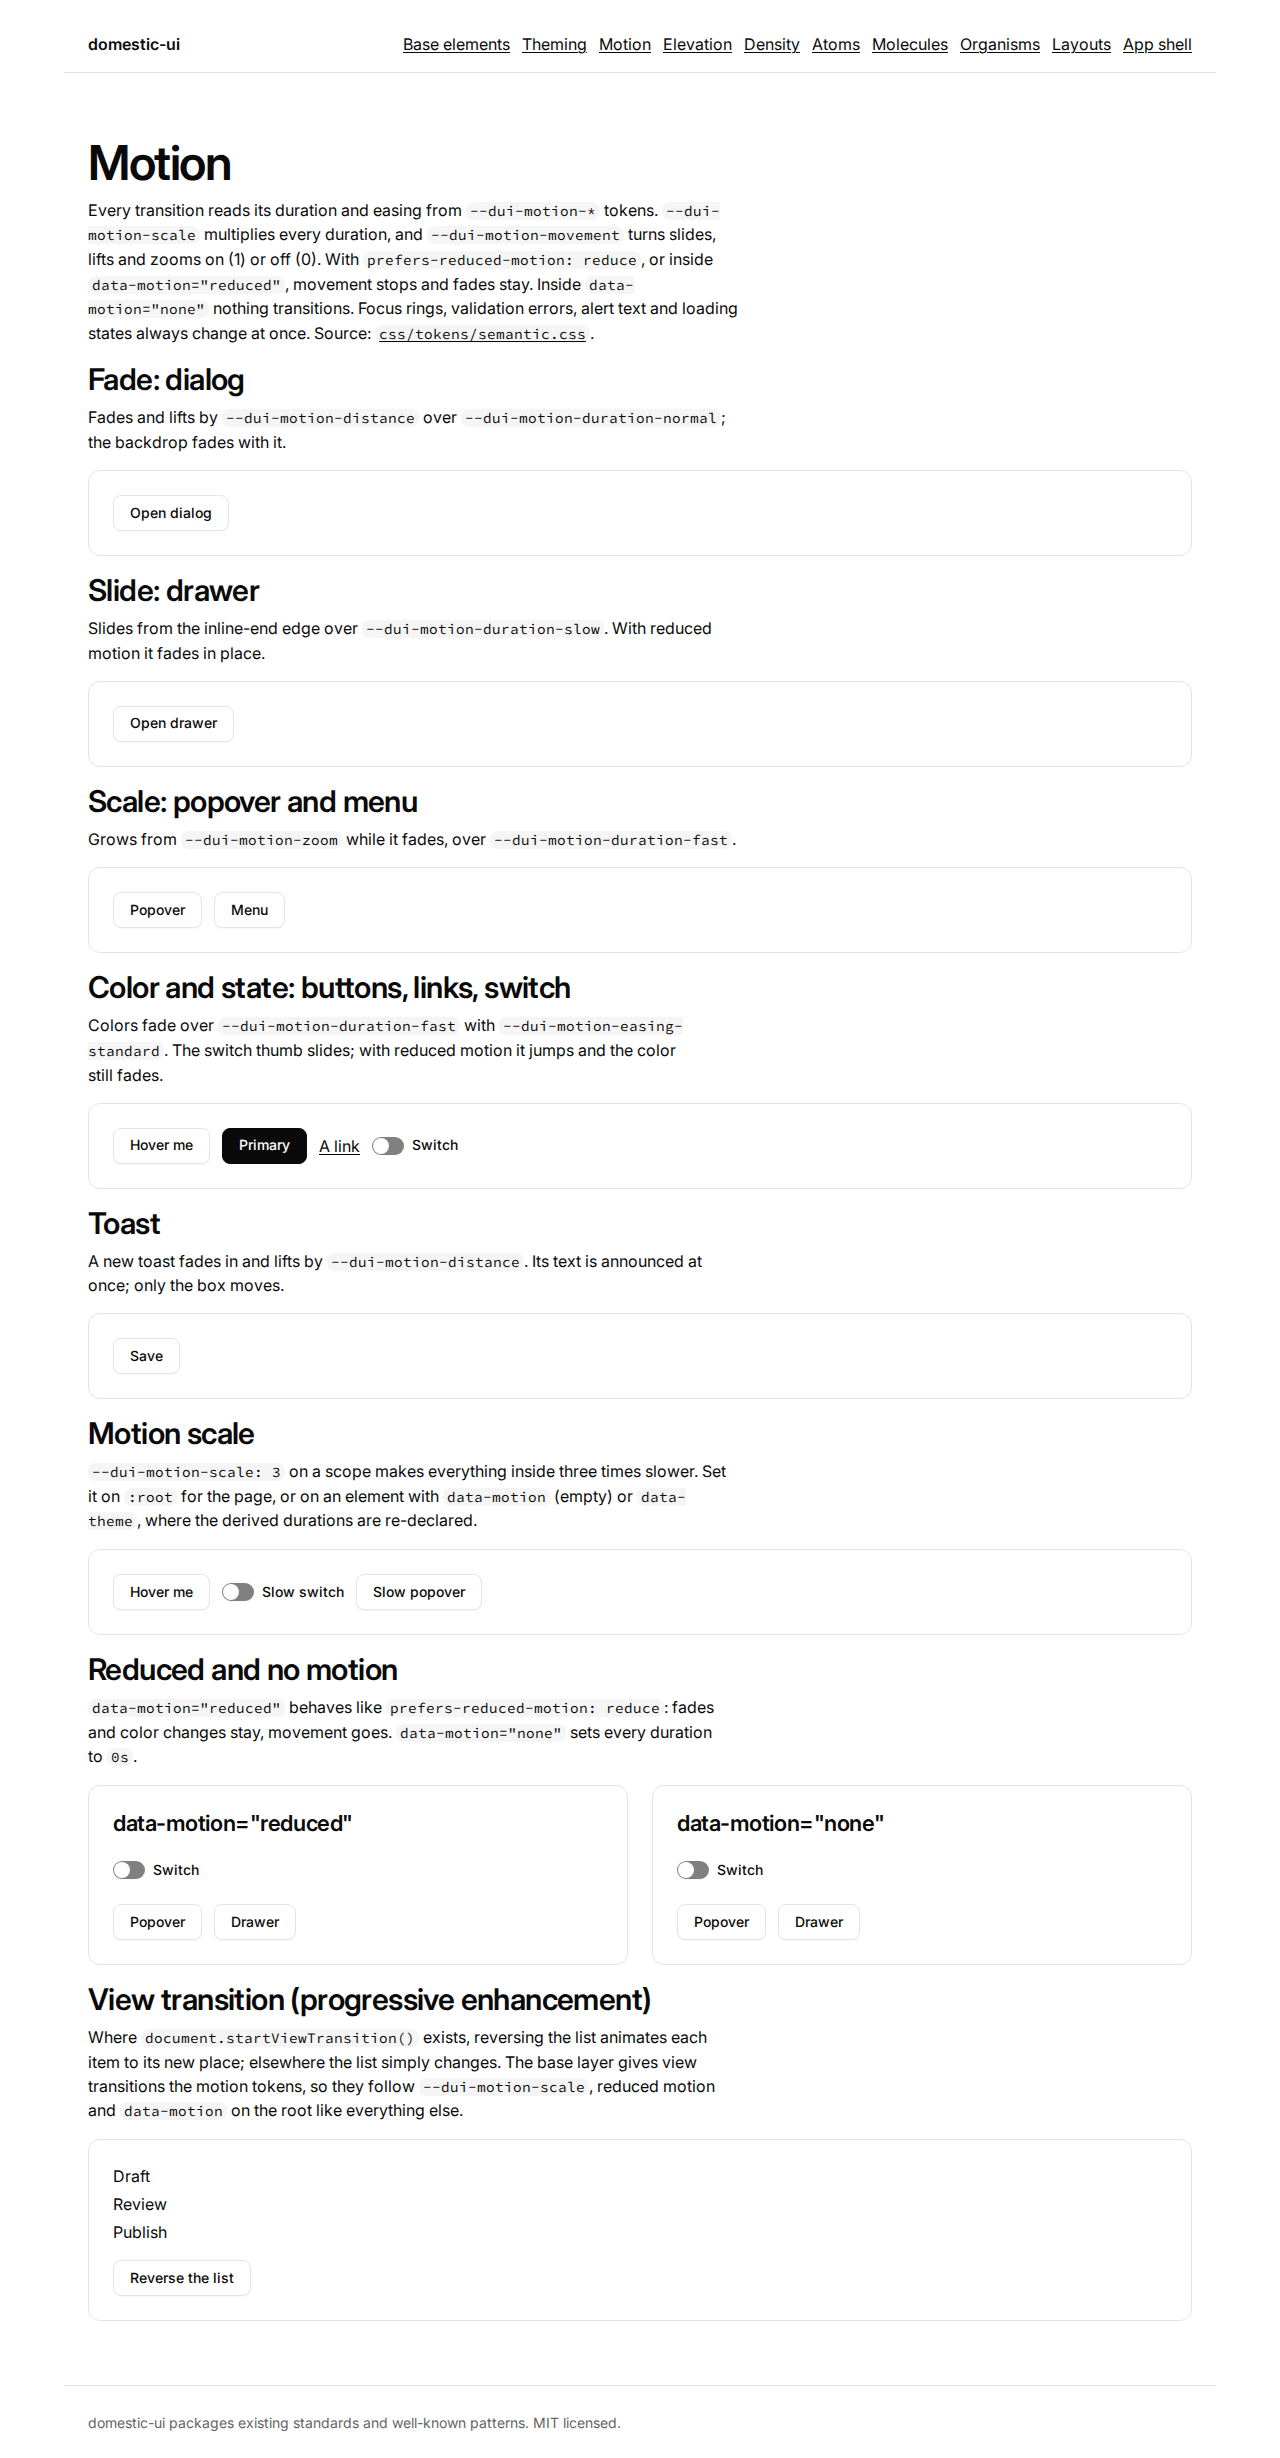 domestic-ui
Base elements Theming Motion Elevation Density Atoms Molecules Organisms Layouts App shell
Motion
Every transition reads its duration and easing from --dui-motion-* tokens. --dui-
motion-scale multiplies every duration, and --dui-motion-movement turns slides,
lifts and zooms on (1) or off (0). With prefers-reduced-motion: reduce, or inside
data-motion="reduced", movement stops and fades stay. Inside data-
motion="none" nothing transitions. Focus rings, validation errors, alert text and loading
states always change at once. Source: css/tokens/semantic.css.
Fade: dialog
Fades and lifts by --dui-motion-distance over --dui-motion-duration-normal;
the backdrop fades with it.
Open dialog
Slide: drawer
Slides from the inline-end edge over --dui-motion-duration-slow. With reduced
motion it fades in place.
Open drawer
Scale: popover and menu
Grows from --dui-motion-zoom while it fades, over --dui-motion-duration-fast.
Popover Menu
Color and state: buttons, links, switch
Colors fade over --dui-motion-duration-fast with --dui-motion-easing-
standard. The switch thumb slides; with reduced motion it jumps and the color
still fades.
Hover me Primary A link Switch
Toast
A new toast fades in and lifts by --dui-motion-distance. Its text is announced at
once; only the box moves.
Save
Motion scale
--dui-motion-scale: 3 on a scope makes everything inside three times slower. Set
it on :root for the page, or on an element with data-motion (empty) or data-
theme, where the derived durations are re-declared.
Hover me Slow switch Slow popover
Reduced and no motion
data-motion="reduced" behaves like prefers-reduced-motion: reduce: fades
and color changes stay, movement goes. data-motion="none" sets every duration
to 0s.
data-motion="reduced"
Switch
Popover Drawer
data-motion="none"
Switch
Popover Drawer
View transition (progressive enhancement)
Where document.startViewTransition() exists, reversing the list animates each
item to its new place; elsewhere the list simply changes. The base layer gives view
transitions the motion tokens, so they follow --dui-motion-scale, reduced motion
and data-motion on the root like everything else.
Draft
Review
Publish
Reverse the list
domestic-ui packages existing standards and well-known patterns. MIT licensed.